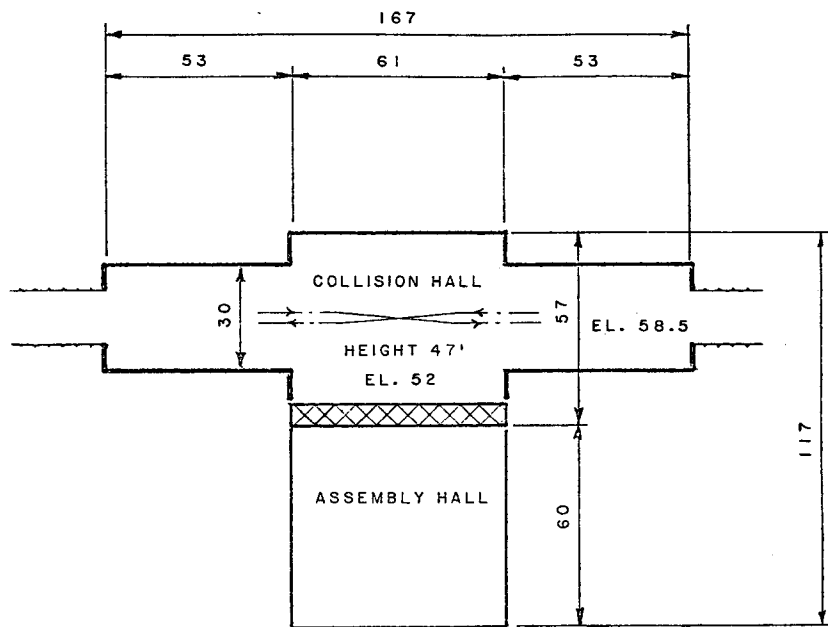 167
53 61 53
COLLISION HALL
30
57
EL. 58.5
HEIGHT 47'
EL. 52
117
ASSEMBLY HALL
60